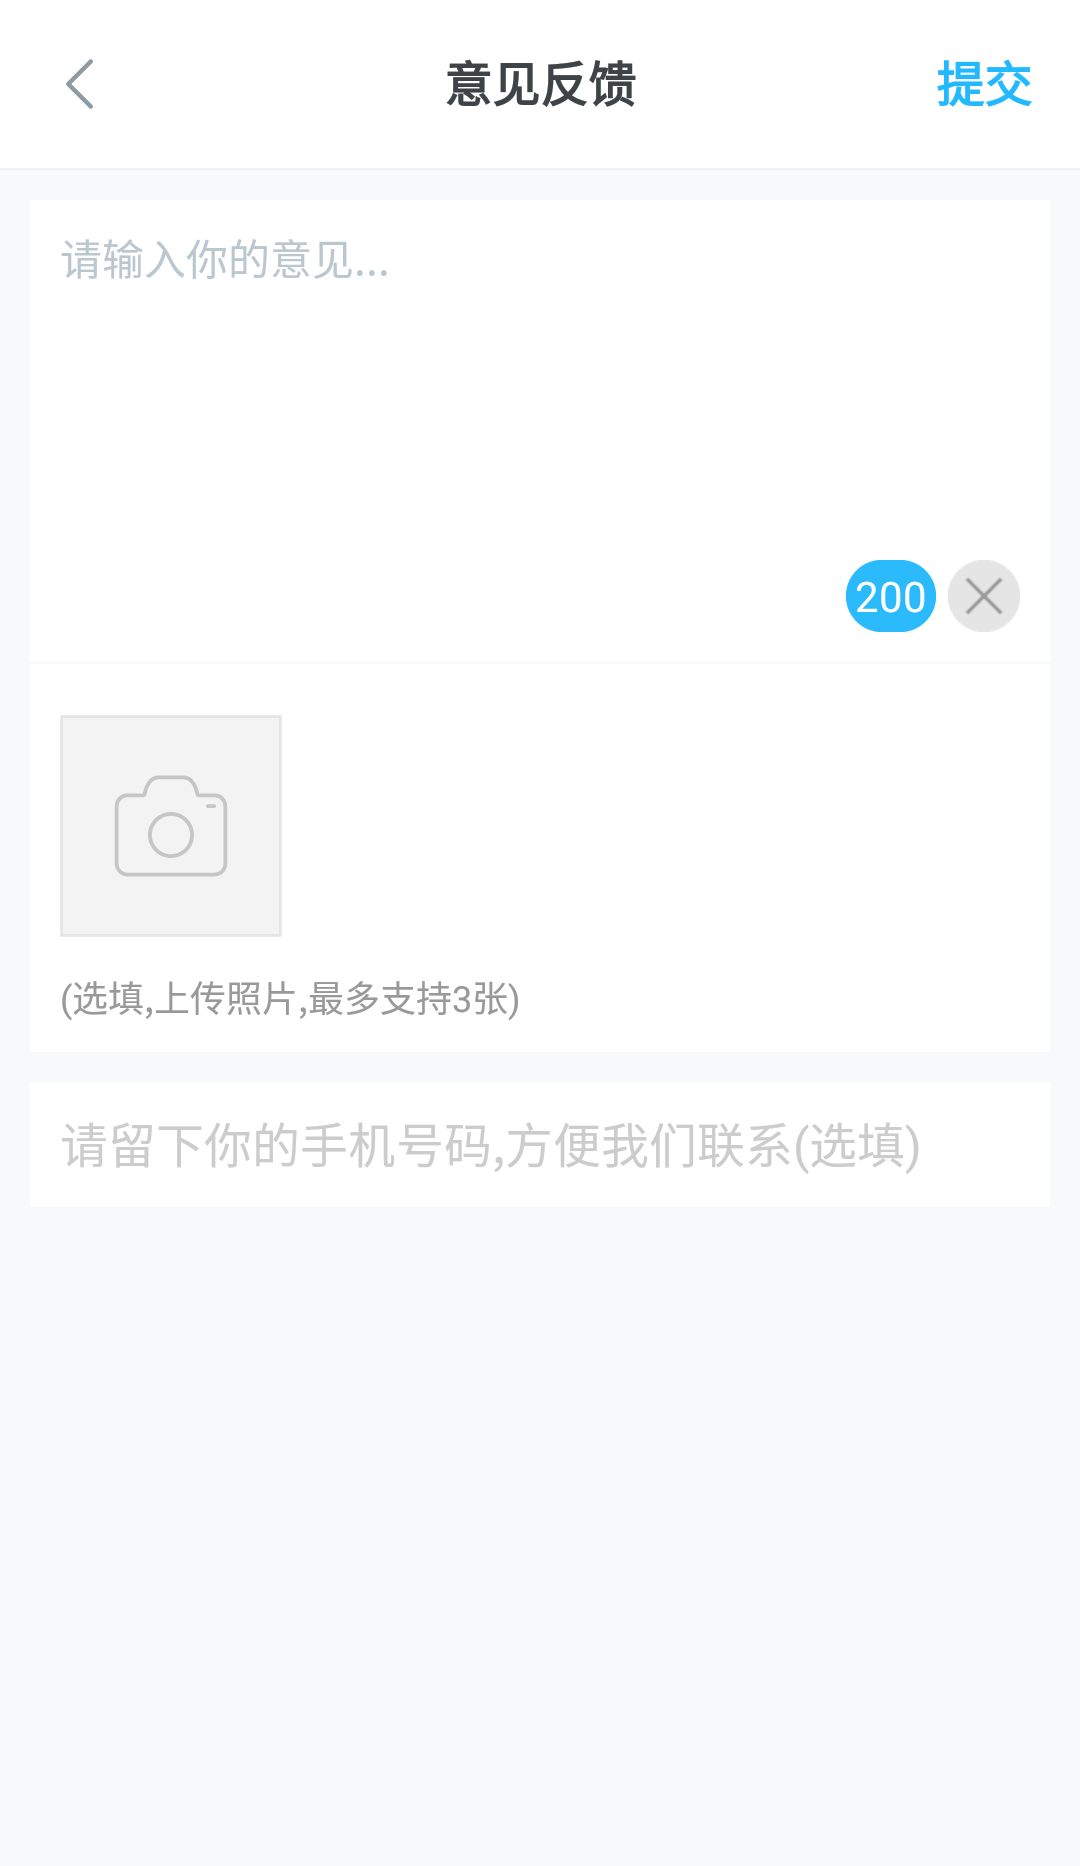 意见反馈
提交
请输入你的意见...
200
(选填,上传照片,最多支持3张)
请留下你的手机号码,方便我们联系(选填)